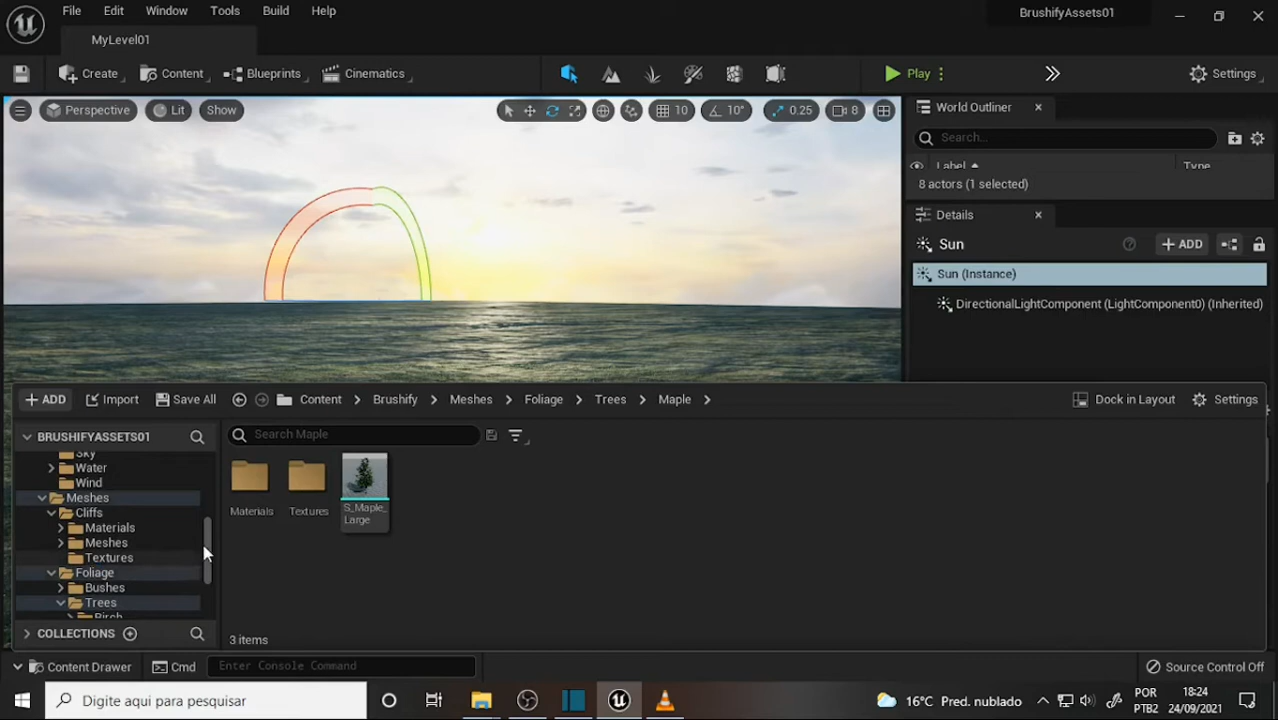 File Edit Window Tools Build Help
BrushifyAssets01
MyLevel01
Create Content Blueprints Cinematics Play Settings
Perspective Lit Show 10 10° 0.25 8
World Outliner
Search...
Label Type
8 actors (1 selected)
Details
Sun + ADD
Sun (Instance)
DirectionalLightComponent (LightComponent0) (Inherited)
+ ADD Import Save All Content > Brushify > Meshes > Foliage > Trees > Maple > Dock in Layout Settings
BRUSHIFYASSETS01
Search Maple
Sky
Water
Wind
Meshes
Cliffs
Materials
Meshes
Textures
Foliage
Bushes
Trees
Birch
Materials
Textures
S_Maple_
Large
COLLECTIONS
3 items
Content Drawer Cmd Enter Console Command Source Control Off
Digite aqui para pesquisar
16°C Pred. nublado
POR
PTB2
18:24
24/09/2021